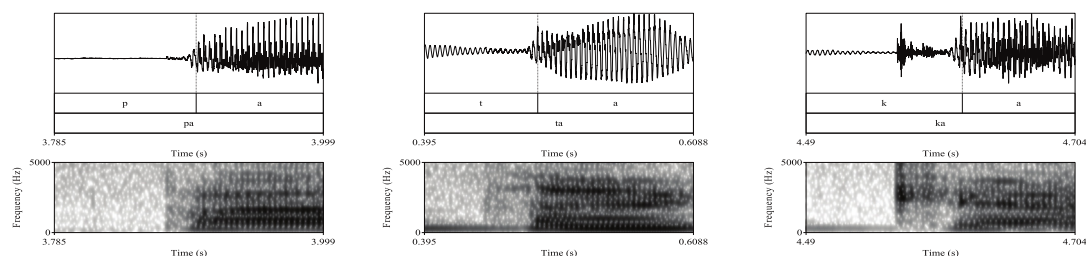 p a
pa
3.785 3.999
Time (s)
5000
Frequency (Hz)
0
3.785 3.999
Time (s)
t a
ta
0.395 0.6088
Time (s)
5000
Frequency (Hz)
0
0.395 0.6088
Time (s)
k a
ka
4.49 4.704
Time (s)
5000
Frequency (Hz)
0
4.49 4.704
Time (s)